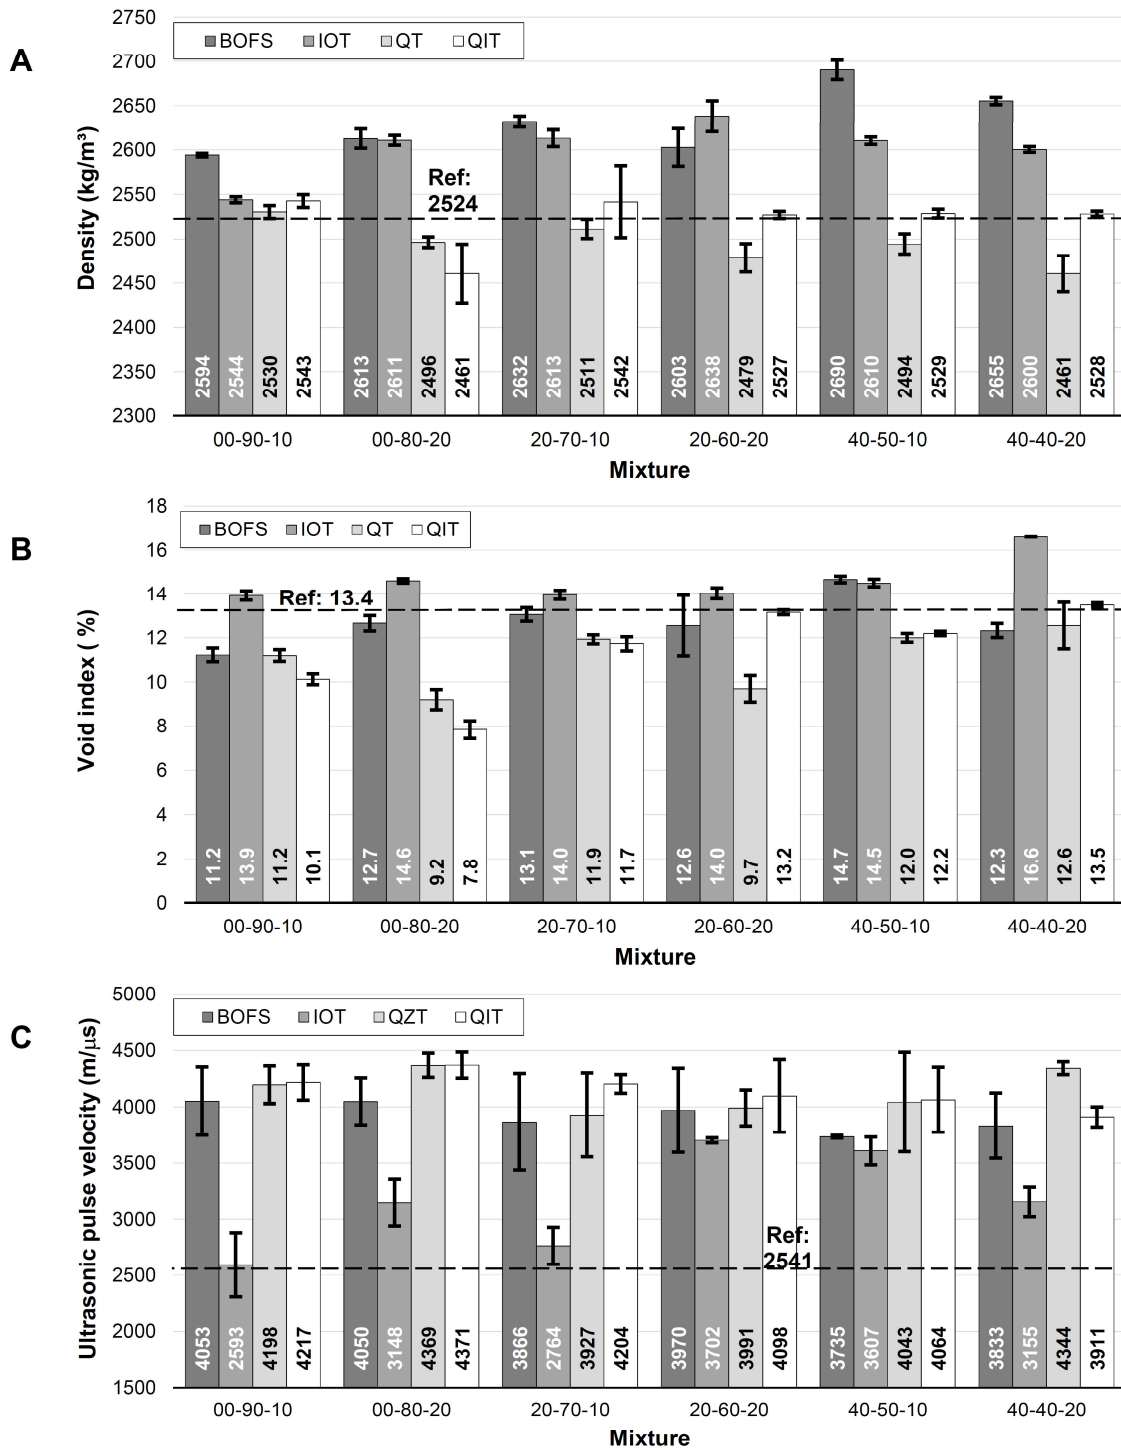 A
2750
2700
2650
2600
2550
2500
2450
2400
2350
2300
Density (kg/m³)
BOFS IOT QT QIT
Ref:
2524
2594 2544 2530 2543
2613 2611 2496 2461
2632 2613 2511 2542
2603 2638 2479 2527
2690 2610 2494 2529
2655 2600 2461 2528
00-90-10 00-80-20 20-70-10 20-60-20 40-50-10 40-40-20
Mixture
B
18
16
14
12
10
8
6
4
2
0
Void index ( %)
BOFS IOT QT QIT
Ref: 13.4
11.2 13.9 11.2 10.1
12.7 14.6 9.2 7.8
13.1 14.0 11.9 11.7
12.6 14.0 9.7 13.2
14.7 14.5 12.0 12.2
12.3 16.6 12.6 13.5
00-90-10 00-80-20 20-70-10 20-60-20 40-50-10 40-40-20
Mixture
C
5000
4500
4000
3500
3000
2500
2000
1500
Ultrasonic pulse velocity (m/µs)
BOFS IOT QZT QIT
Ref:
2541
4053 2593 4198 4217
4050 3148 4369 4371
3866 2764 3927 4204
3970 3702 3991 4098
3735 3607 4043 4064
3833 3155 4344 3911
00-90-10 00-80-20 20-70-10 20-60-20 40-50-10 40-40-20
Mixture